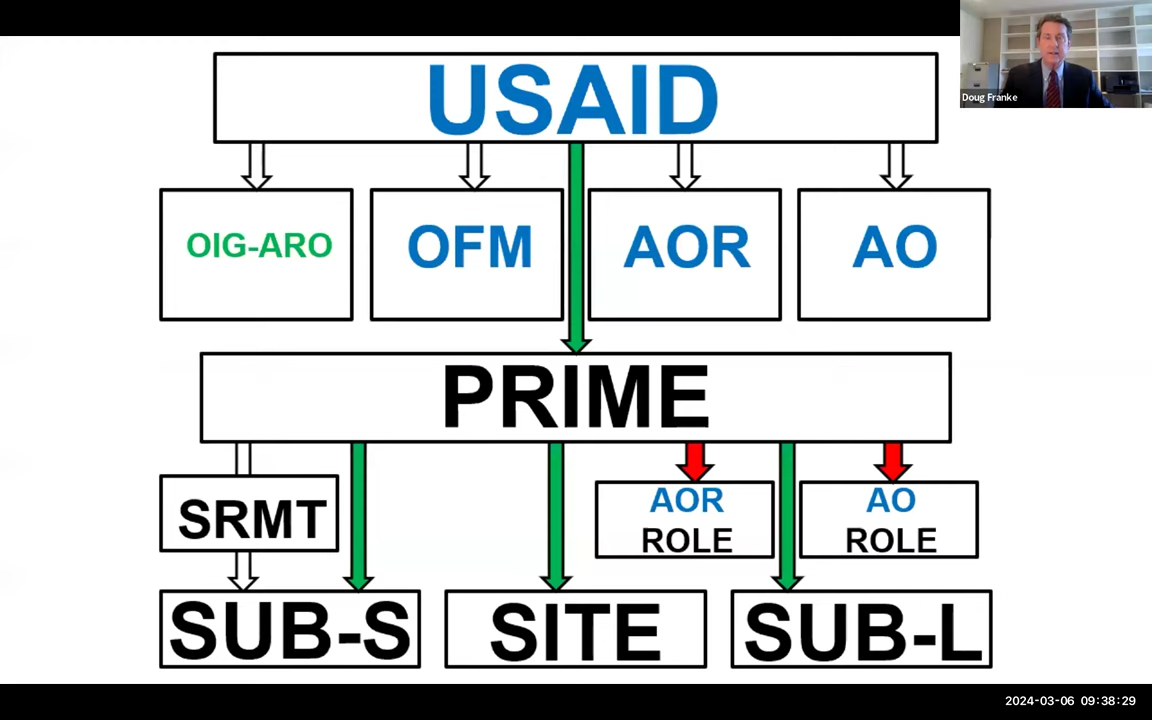 USAID
Doug Franke
OIG-ARO
OFM
AOR
AO
PRIME
SRMT
AOR
ROLE
AO
ROLE
SUB-S
SITE
SUB-L
2024-03-06 09:38:29